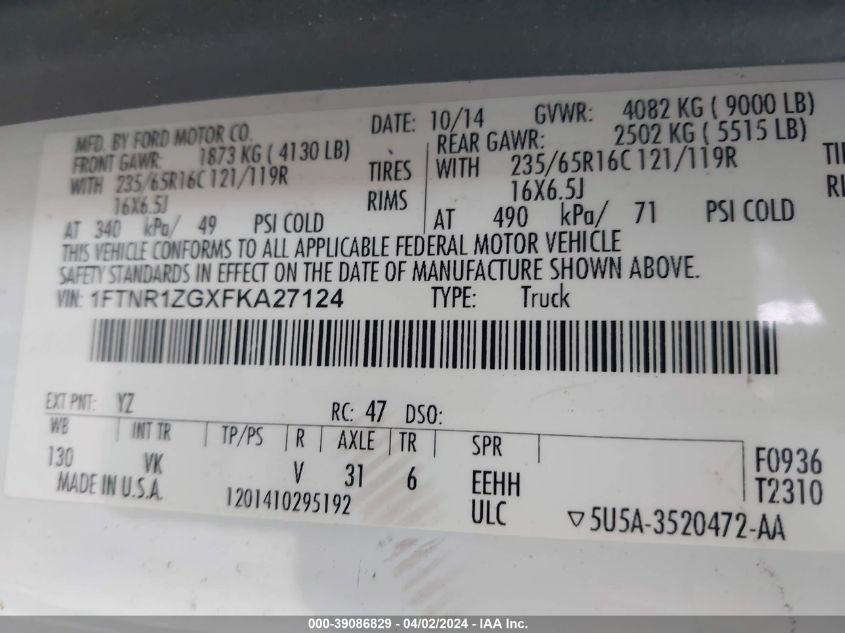 MFD. BY FORD MOTOR CO. DATE: 10/14 GVWR: 4082 KG ( 9000 LB)
FRONT GAWR: 1873 KG ( 4130 LB) REAR GAWR: 2502 KG ( 5515 LB)
WITH 235/65R16C 121/119R TIRES WITH 235/65R16C 121/119R
16X6.5J RIMS 16X6.5J
AT 340 kPa/ 49 PSI COLD AT 490 kPa/ 71 PSI COLD
THIS VEHICLE CONFORMS TO ALL APPLICABLE FEDERAL MOTOR VEHICLE
SAFETY STANDARDS IN EFFECT ON THE DATE OF MANUFACTURE SHOWN ABOVE.
VIN: 1FTNR1ZGXFKA27124 TYPE: Truck
EXT PNT: YZ RC: 47 DSO:
WB INT TR TP/PS R AXLE TR SPR
130 VK V 31 6 EEHH F0936
MADE IN U.S.A. 1201410295192 ULC T2310
▽5U5A-3520472-AA
000-39086829 - 04/02/2024 - IAA Inc.